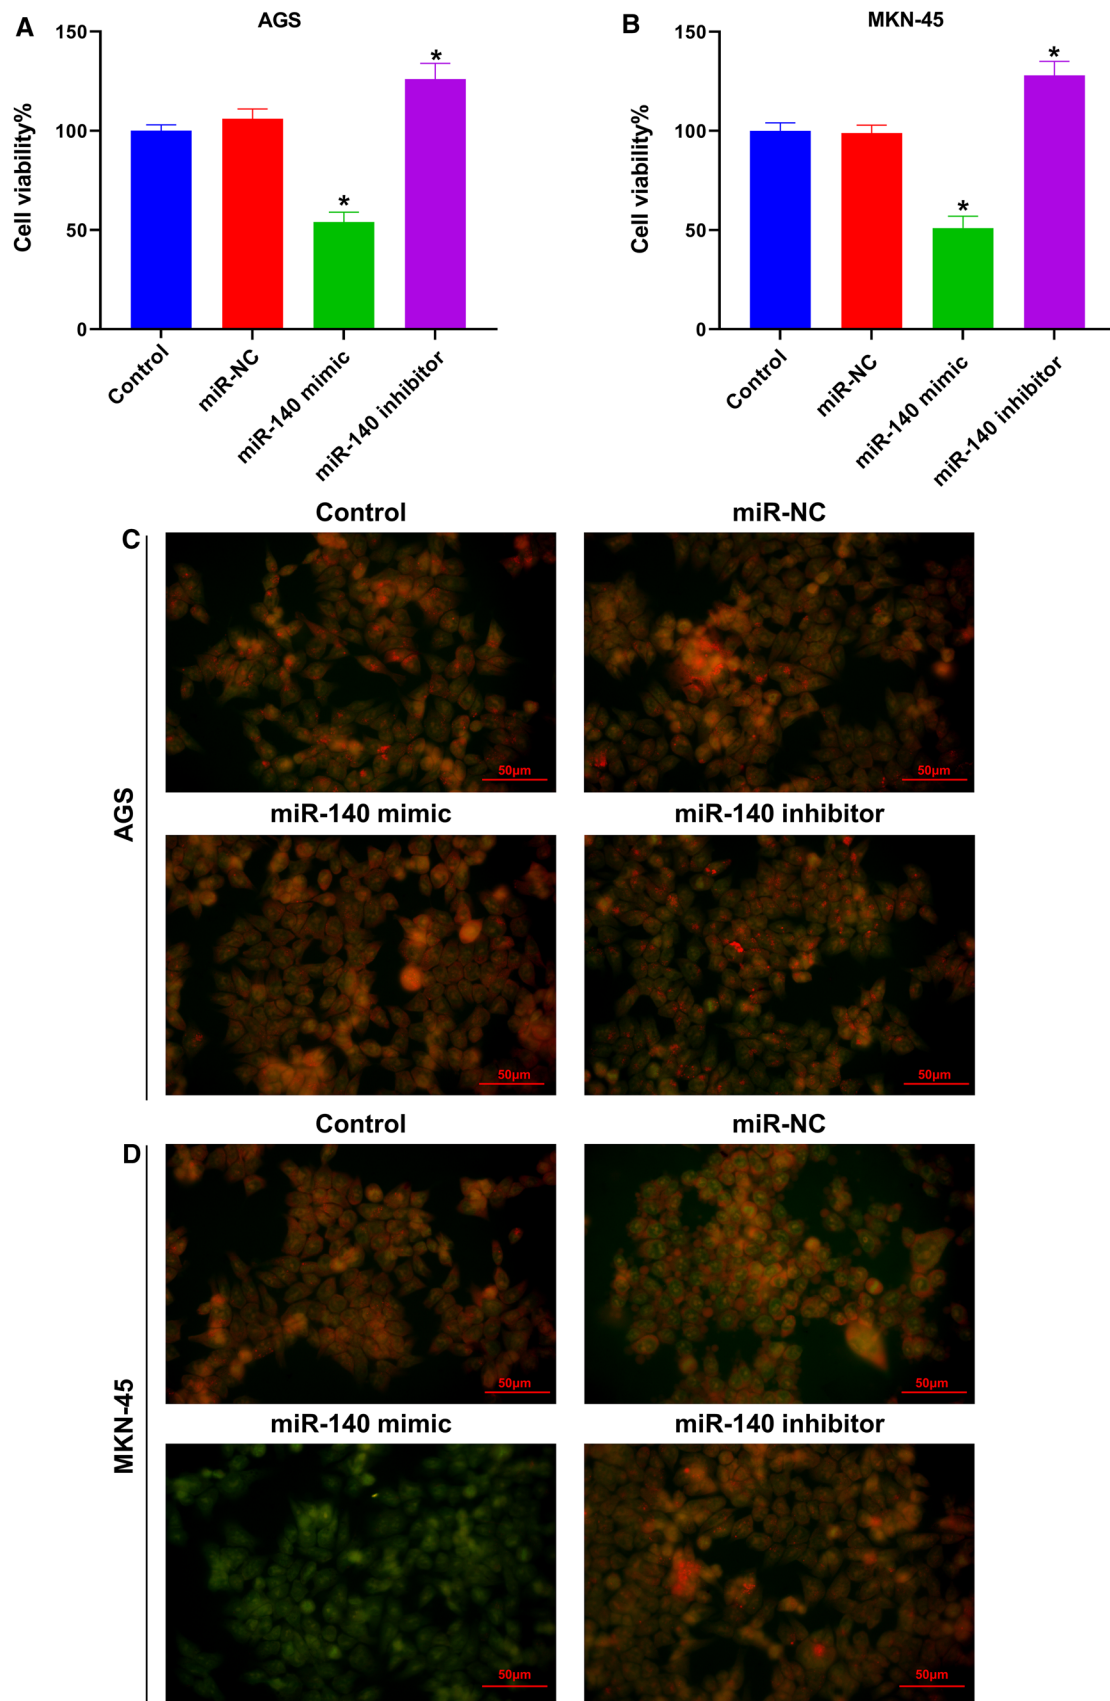 A
AGS
150
100
50
0
Cell viability%
*
*
Control
miR-NC
miR-140 mimic
miR-140 inhibitor
B
MKN-45
150
100
50
0
Cell viability%
*
*
Control
miR-NC
miR-140 mimic
miR-140 inhibitor
C
AGS
Control
miR-NC
50μm
50μm
miR-140 mimic
miR-140 inhibitor
50μm
50μm
D
MKN-45
Control
miR-NC
50μm
50μm
miR-140 mimic
miR-140 inhibitor
50μm
50μm